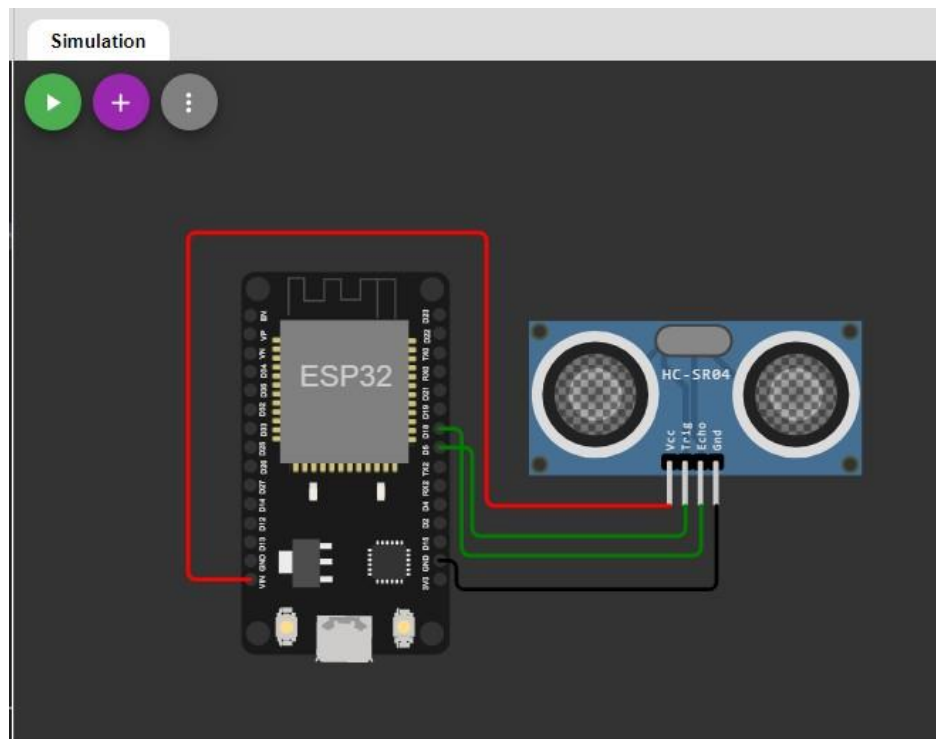 Simulation
ESP32
EN
VP
VN
D34
D35
D32
D33
D25
D26
D27
D14
D12
D13
GND
VIN
D23
D22
TX0
RX0
D21
D19
D18
D5
TX2
RX2
D4
D2
D15
GND
3V3
HC-SR04
Vcc
Trig
Echo
Gnd